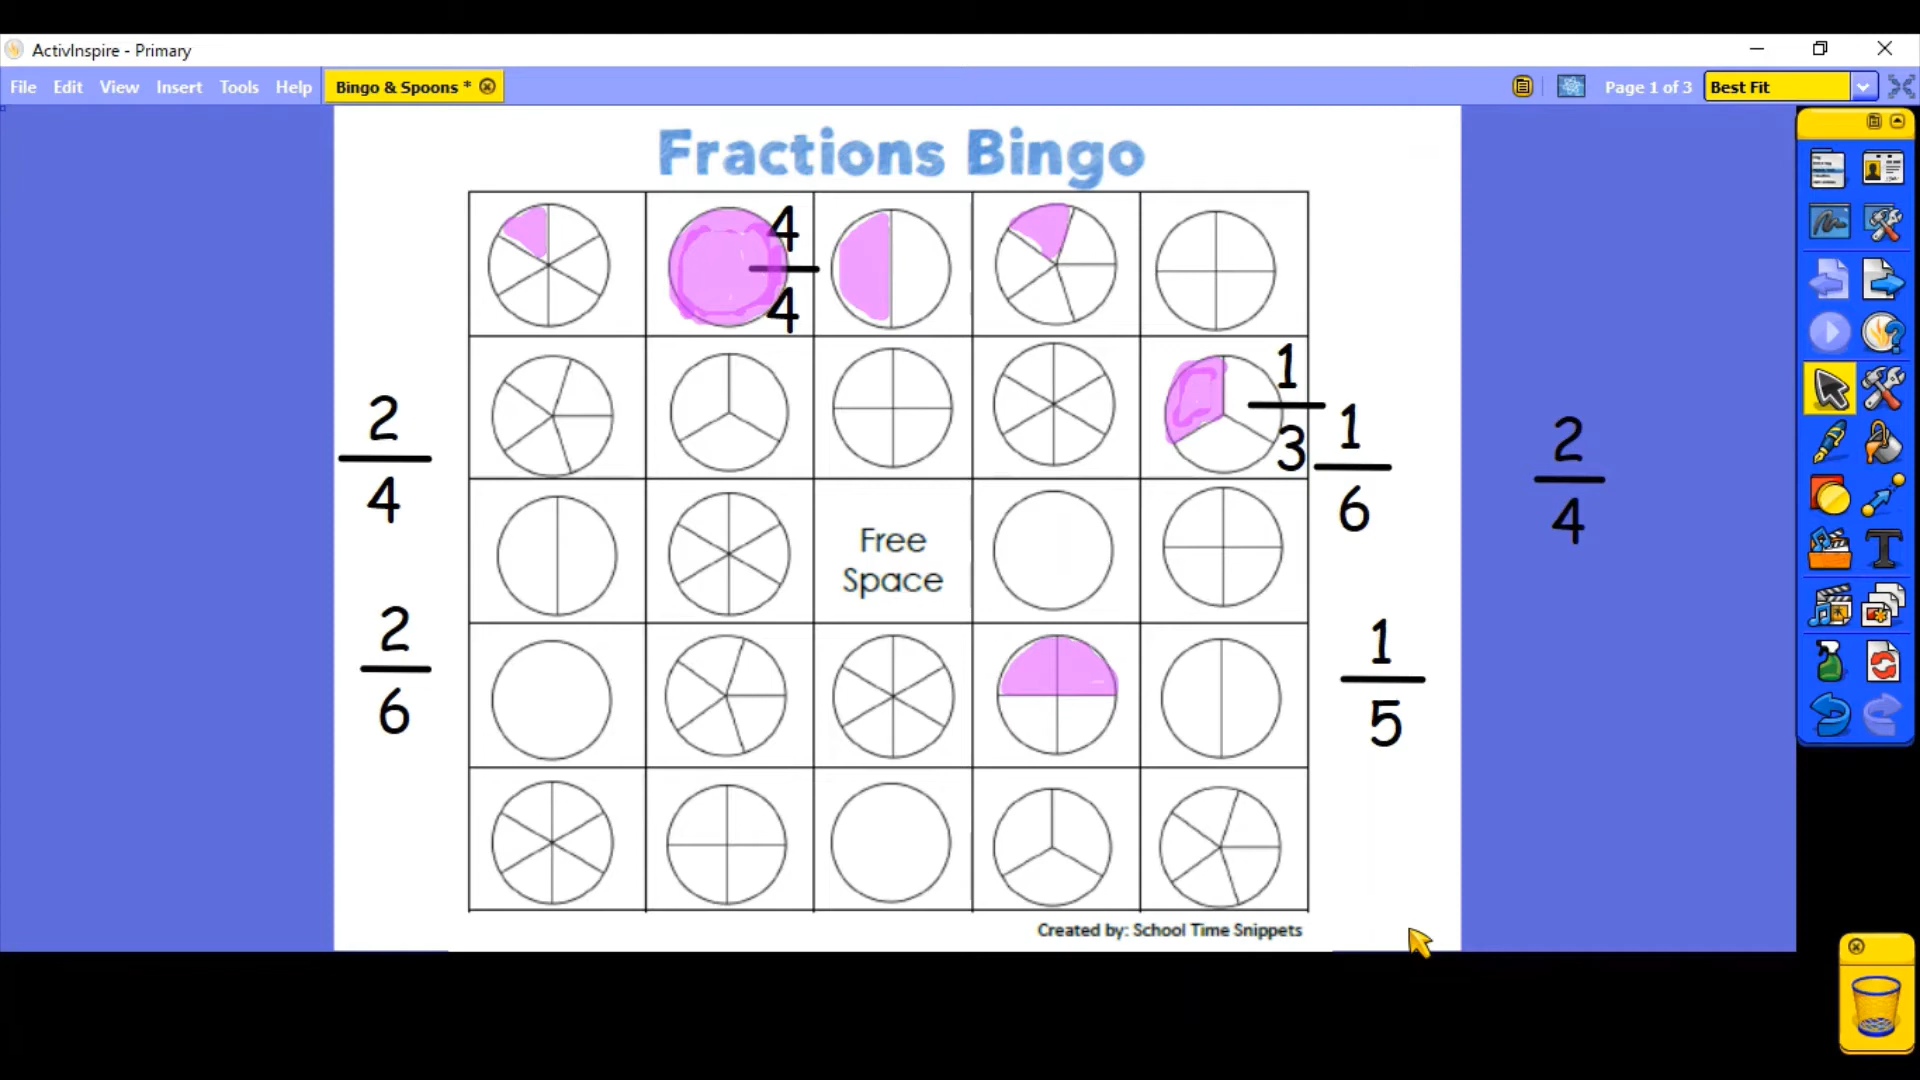 ActivInspire - Primary
File Edit View Insert Tools Help
Bingo & Spoons *
Page 1 of 3
Best Fit
Fractions Bingo
4
4
1
3
2
4
1
6
2
4
Free
Space
2
6
1
5
Created by: School Time Snippets